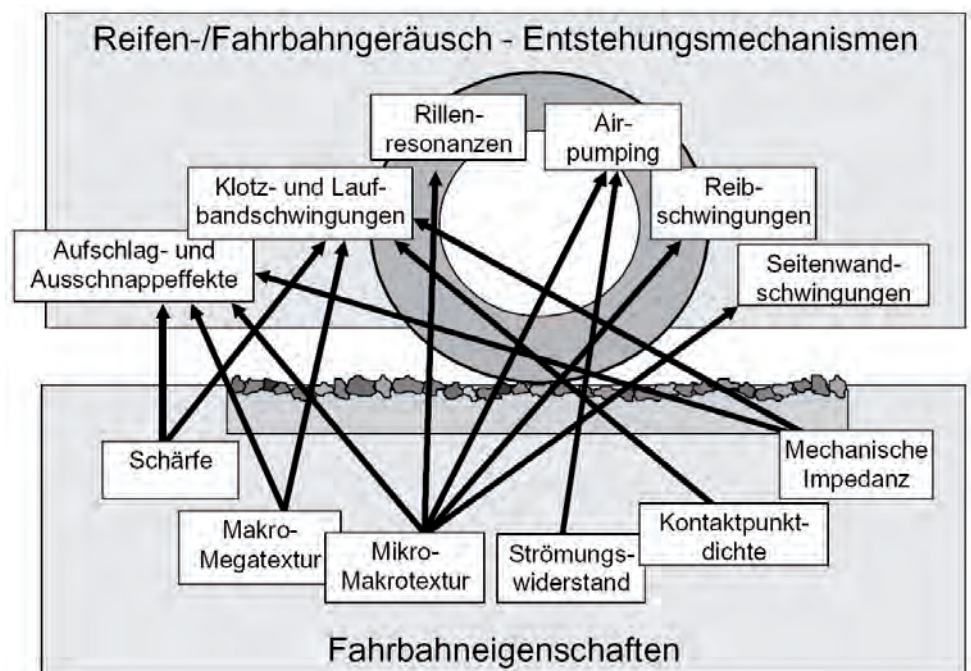 Reifen-/Fahrbahngeräusch - Entstehungsmechanismen
Rillen-
resonanzen
Air-
pumping
Klotz- und Lauf-
bandschwingungen
Reib-
schwingungen
Aufschlag- und
Ausschnappeffekte
Seitenwand-
schwingungen
Schärfe
Mechanische
Impedanz
Makro-
Megatextur
Mikro-
Makrotextur
Strömungs-
widerstand
Kontaktpunkt-
dichte
Fahrbahneigenschaften